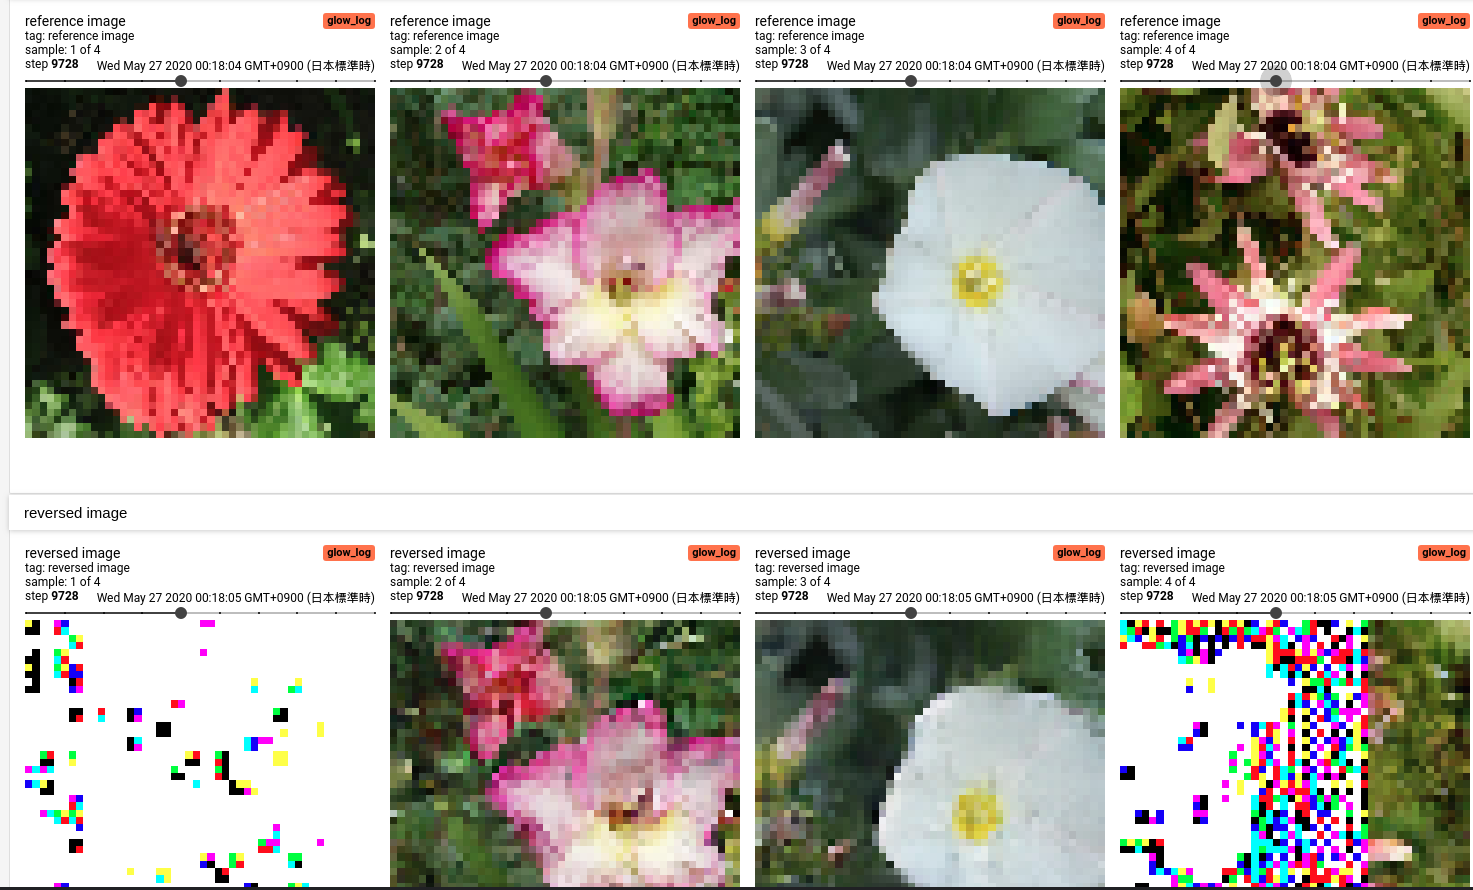 reference image
glow_log
tag: reference image
sample: 1 of 4
step 9728 Wed May 27 2020 00:18:04 GMT+0900 (日本標準時)
reference image
glow_log
tag: reference image
sample: 2 of 4
step 9728 Wed May 27 2020 00:18:04 GMT+0900 (日本標準時)
reference image
glow_log
tag: reference image
sample: 3 of 4
step 9728 Wed May 27 2020 00:18:04 GMT+0900 (日本標準時)
reference image
glow_log
tag: reference image
sample: 4 of 4
step 9728 Wed May 27 2020 00:18:04 GMT+0900 (日本標準時)
reversed image
reversed image
glow_log
tag: reversed image
sample: 1 of 4
step 9728 Wed May 27 2020 00:18:05 GMT+0900 (日本標準時)
reversed image
glow_log
tag: reversed image
sample: 2 of 4
step 9728 Wed May 27 2020 00:18:05 GMT+0900 (日本標準時)
reversed image
glow_log
tag: reversed image
sample: 3 of 4
step 9728 Wed May 27 2020 00:18:05 GMT+0900 (日本標準時)
reversed image
glow_log
tag: reversed image
sample: 4 of 4
step 9728 Wed May 27 2020 00:18:05 GMT+0900 (日本標準時)